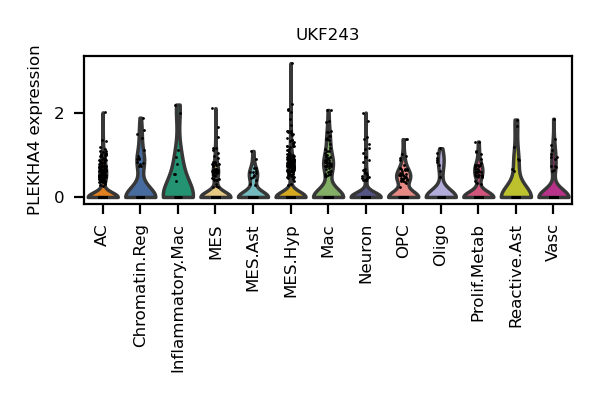 UKF243
PLEKHA4 expression
2
0
AC
Chromatin.Reg
Inflammatory.Mac
MES
MES.Ast
MES.Hyp
Mac
Neuron
OPC
Oligo
Prolif.Metab
Reactive.Ast
Vasc